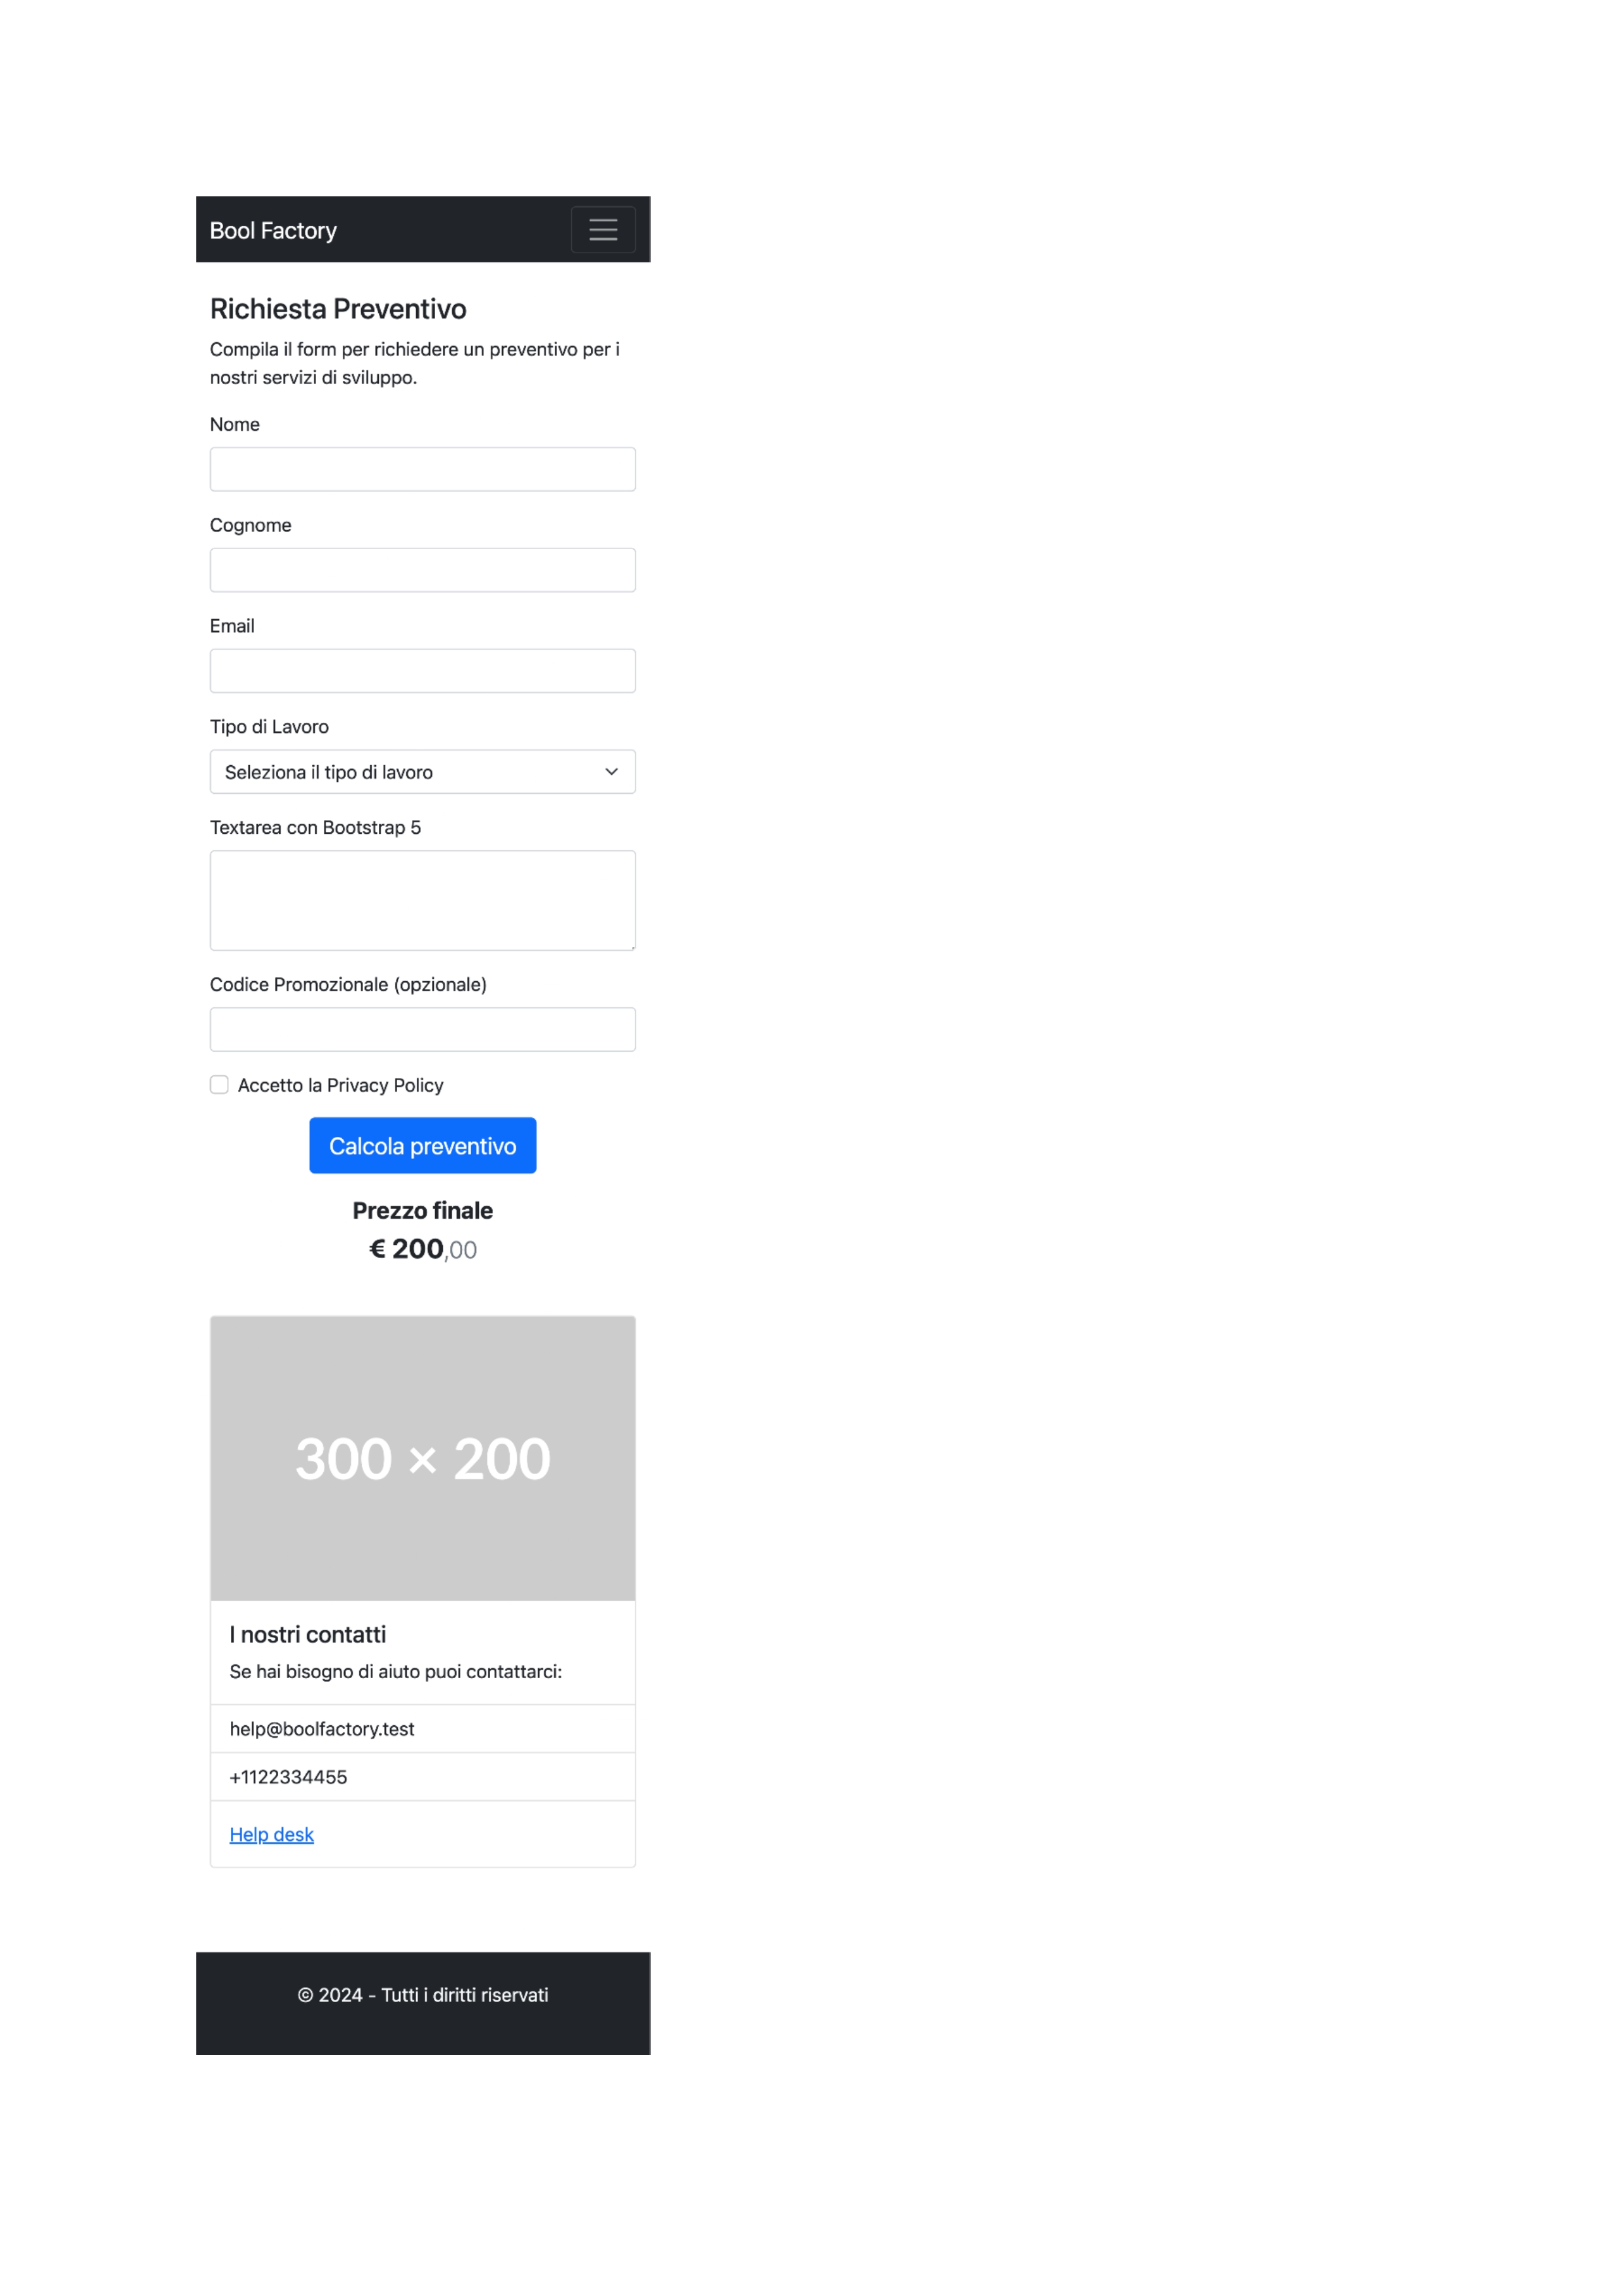 Bool Factory
Richiesta Preventivo
Compila il form per richiedere un preventivo per i
nostri servizi di sviluppo.
Nome
Cognome
Email
Tipo di Lavoro
Seleziona il tipo di lavoro
Textarea con Bootstrap 5
Codice Promozionale (opzionale)
Accetto la Privacy Policy
Calcola preventivo
Prezzo finale
€ 200,00
300 × 200
I nostri contatti
Se hai bisogno di aiuto puoi contattarci:
help@boolfactory.test
+1122334455
Help desk
© 2024 - Tutti i diritti riservati